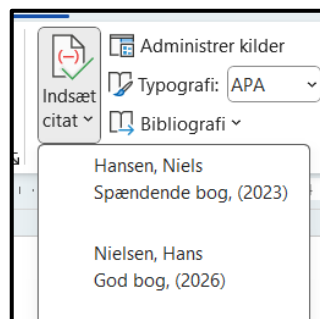 Indsæt
citat
Administrer kilder
Typografi: APA
Bibliografi
Hansen, Niels
Spændende bog, (2023)
Nielsen, Hans
God bog, (2026)